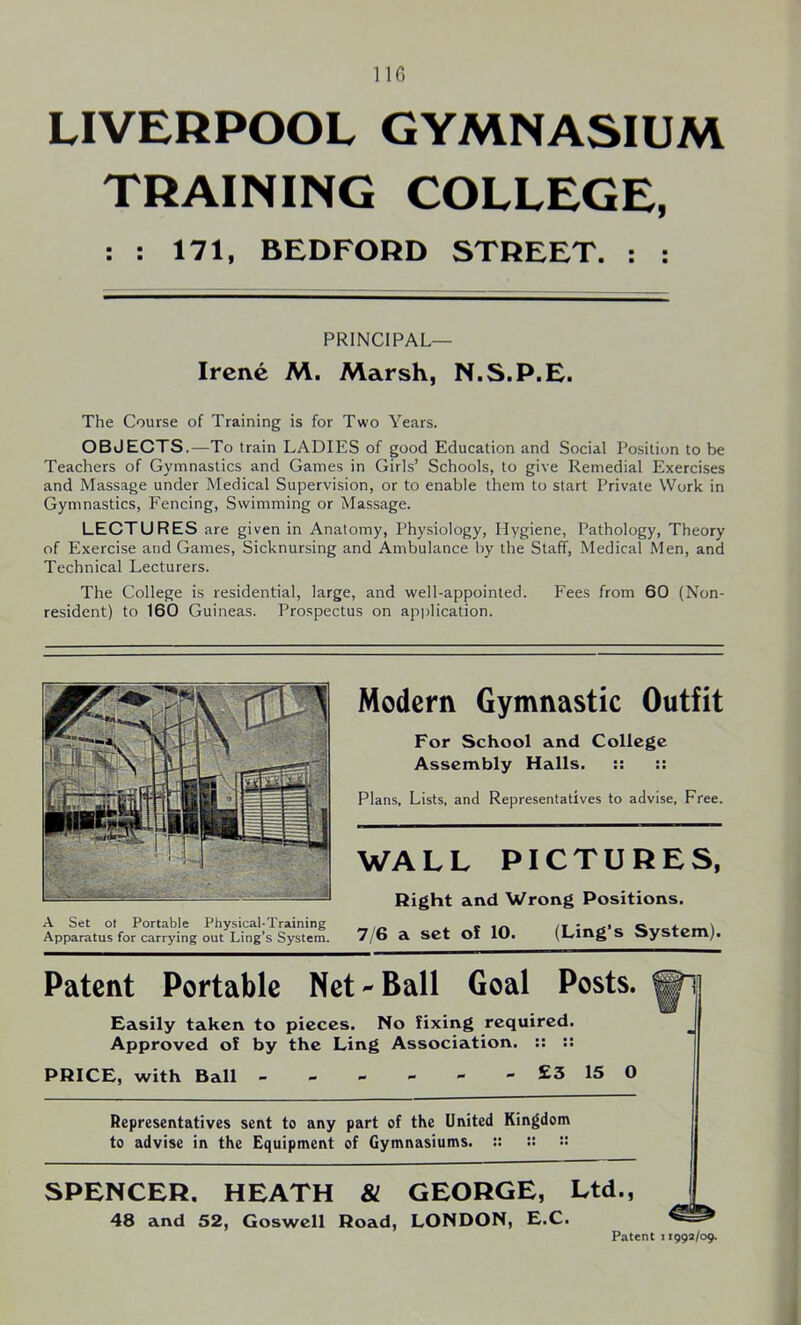 116
LIVERPOOL GYMNASIUM
TRAINING COLLEGE,
: : 171, BEDFORD STREET. : :
PRINCIPAL—
Irené M. Marsh, N.S.P.E.
The Course of Training is for Two Years.
OBJECTS.—To train LADIES of good Education and Social Position to be
Teachers of Gymnastics and Games in Girls' Schools, to give Remedial Exercises
and Massage under Medical Supervision, or to enable them to start Private Work in
Gymnastics, Fencing, Swimming or Massage.
LECTURES are given in Anatomy, Physiology, Hygiene, Pathology, Theory
of Exercise and Games, Sicknursing and Ambulance by the Staff, Medical Men, and
Technical Lecturers.
The College is residential, large, and well-appointed. Fees from 60 (Non-
resident) to 160 Guineas. Prospectus on application.
Modern Gymnastic Outfit
For School and College
Assembly Halls. :: ::
Plans, Lists, and Representatives to advise, Free.
WALL PICTURES,
Right and Wrong Positions.
7/6 a set of 10. (Ling's System).
A Set ot Portable Physical-Training
Apparatus for carrying out Ling's System.
Patent Portable Net-Ball Goal Posts.
Easily taken to pieces. No fixing required.
Approved of by the Ling Association. :: ::
PRICE, with Ball - - - - - - £3 15 0
Representatives sent to any part of the United Kingdom
to advise in the Equipment of Gymnasiums. :: :: ::
SPENCER. HEATH & GEORGE, Ltd.,
48 and 52, Goswell Road, LONDON, E.C.
Patent 11992/09.